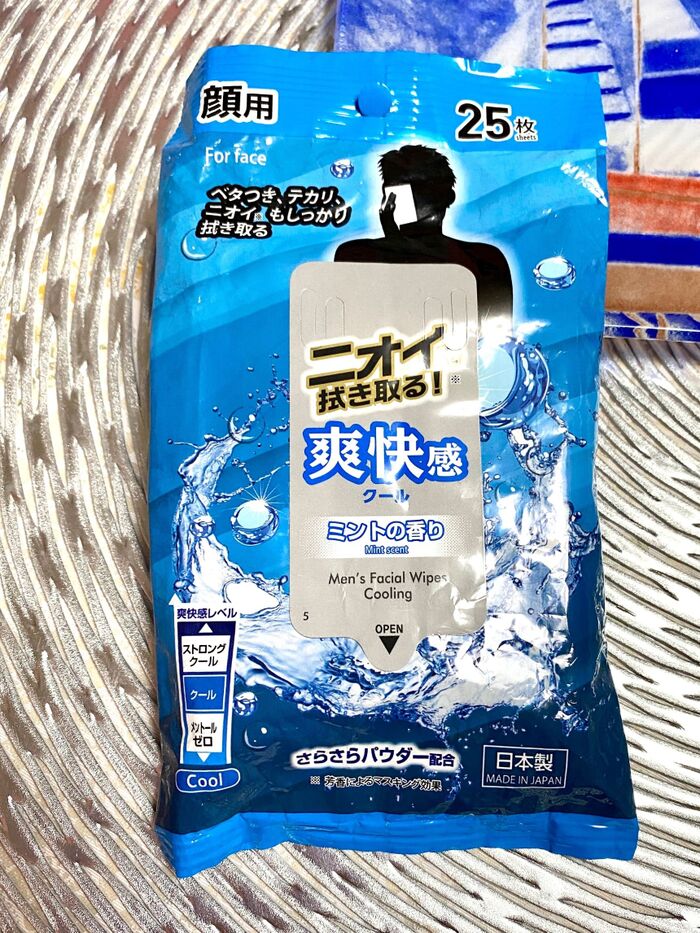 顔用
25枚
sheets
For face
ベタつき、テカリ、
ニオイ※もしっかり
拭き取る
ニオイ
拭き取る!※
爽快感
クール
ミントの香り
Mint scent
Men's Facial Wipes
Cooling
5
OPEN
爽快感レベル
ストロング
クール
クール
メントール
ゼロ
Cool
さらさらパウダー配合
※ 芳香によるマスキング効果
日本製
MADE IN JAPAN